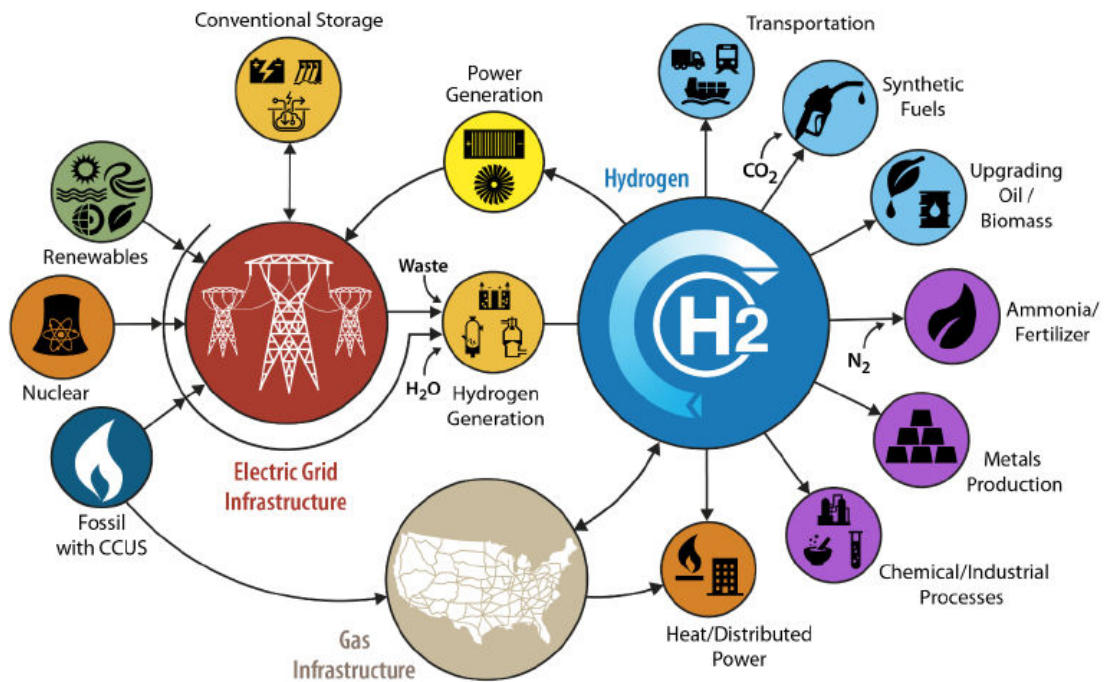 Conventional Storage
Transportation
Power
Generation
Synthetic
Fuels
CO₂
Hydrogen
Upgrading
Oil /
Biomass
Renewables
Waste
H2
Ammonia/
Fertilizer
N₂
Nuclear
H₂O
Hydrogen
Generation
Electric Grid
Infrastructure
Metals
Production
Fossil
with CCUS
Chemical/Industrial
Processes
Gas
Infrastructure
Heat/Distributed
Power